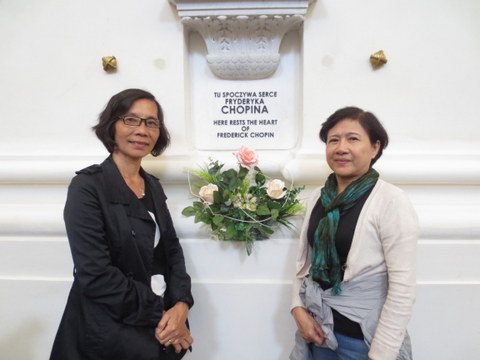 TU SPOCZYWA SERCE
FRYDERYKA
CHOPINA
HERE RESTS THE HEART
OF
FREDERICK CHOPIN